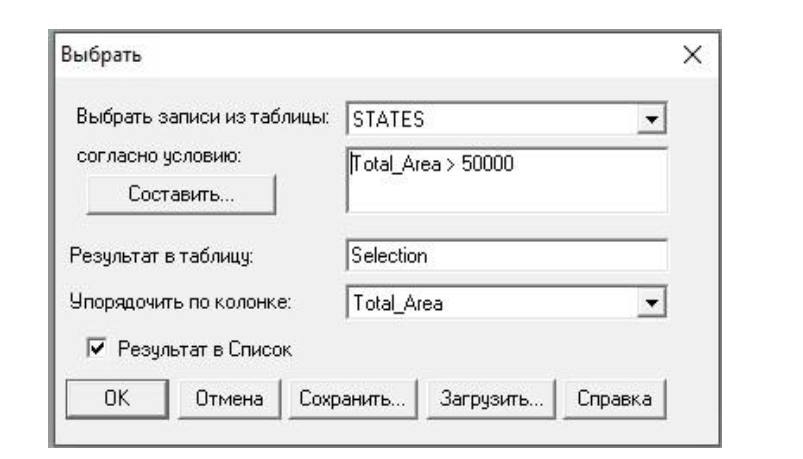 Выбрать
Выбрать записи из таблицы: STATES
согласно условию: Total_Area > 50000
Составить...
Результат в таблицу: Selection
Упорядочить по колонке: Total_Area
Результат в Список
OK Отмена Сохранить... Загрузить... Справка